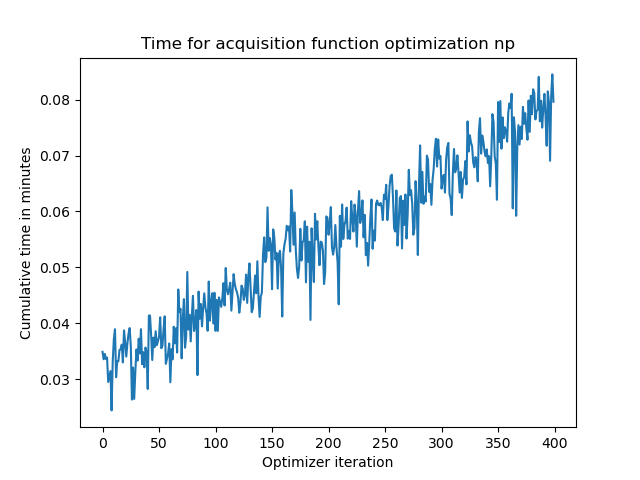 Time for acquisition function optimization np
Cumulative time in minutes
0.08
0.07
0.06
0.05
0.04
0.03
0 50 100 150 200 250 300 350 400
Optimizer iteration